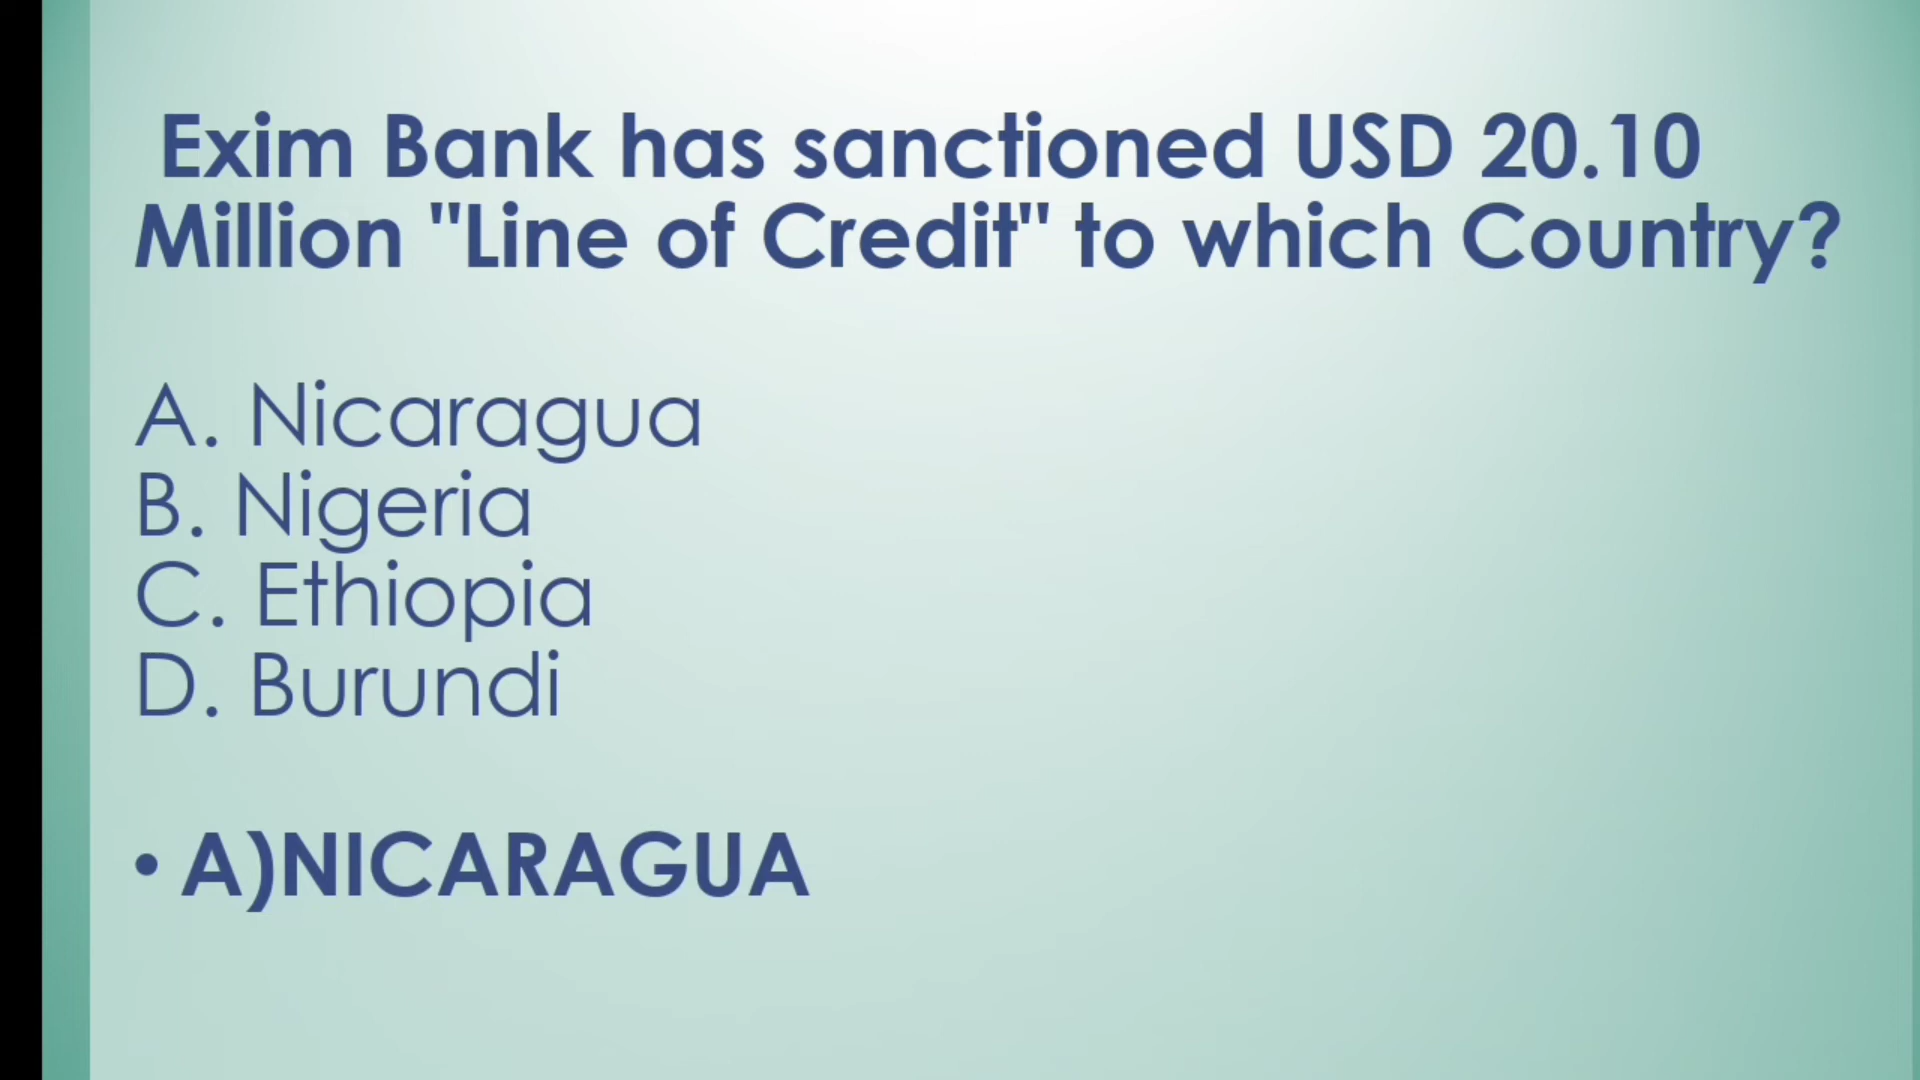 Exim Bank has sanctioned USD 20.10
Million "Line of Credit" to which Country?
A. Nicaragua
B. Nigeria
C. Ethiopia
D. Burundi
• A)NICARAGUA